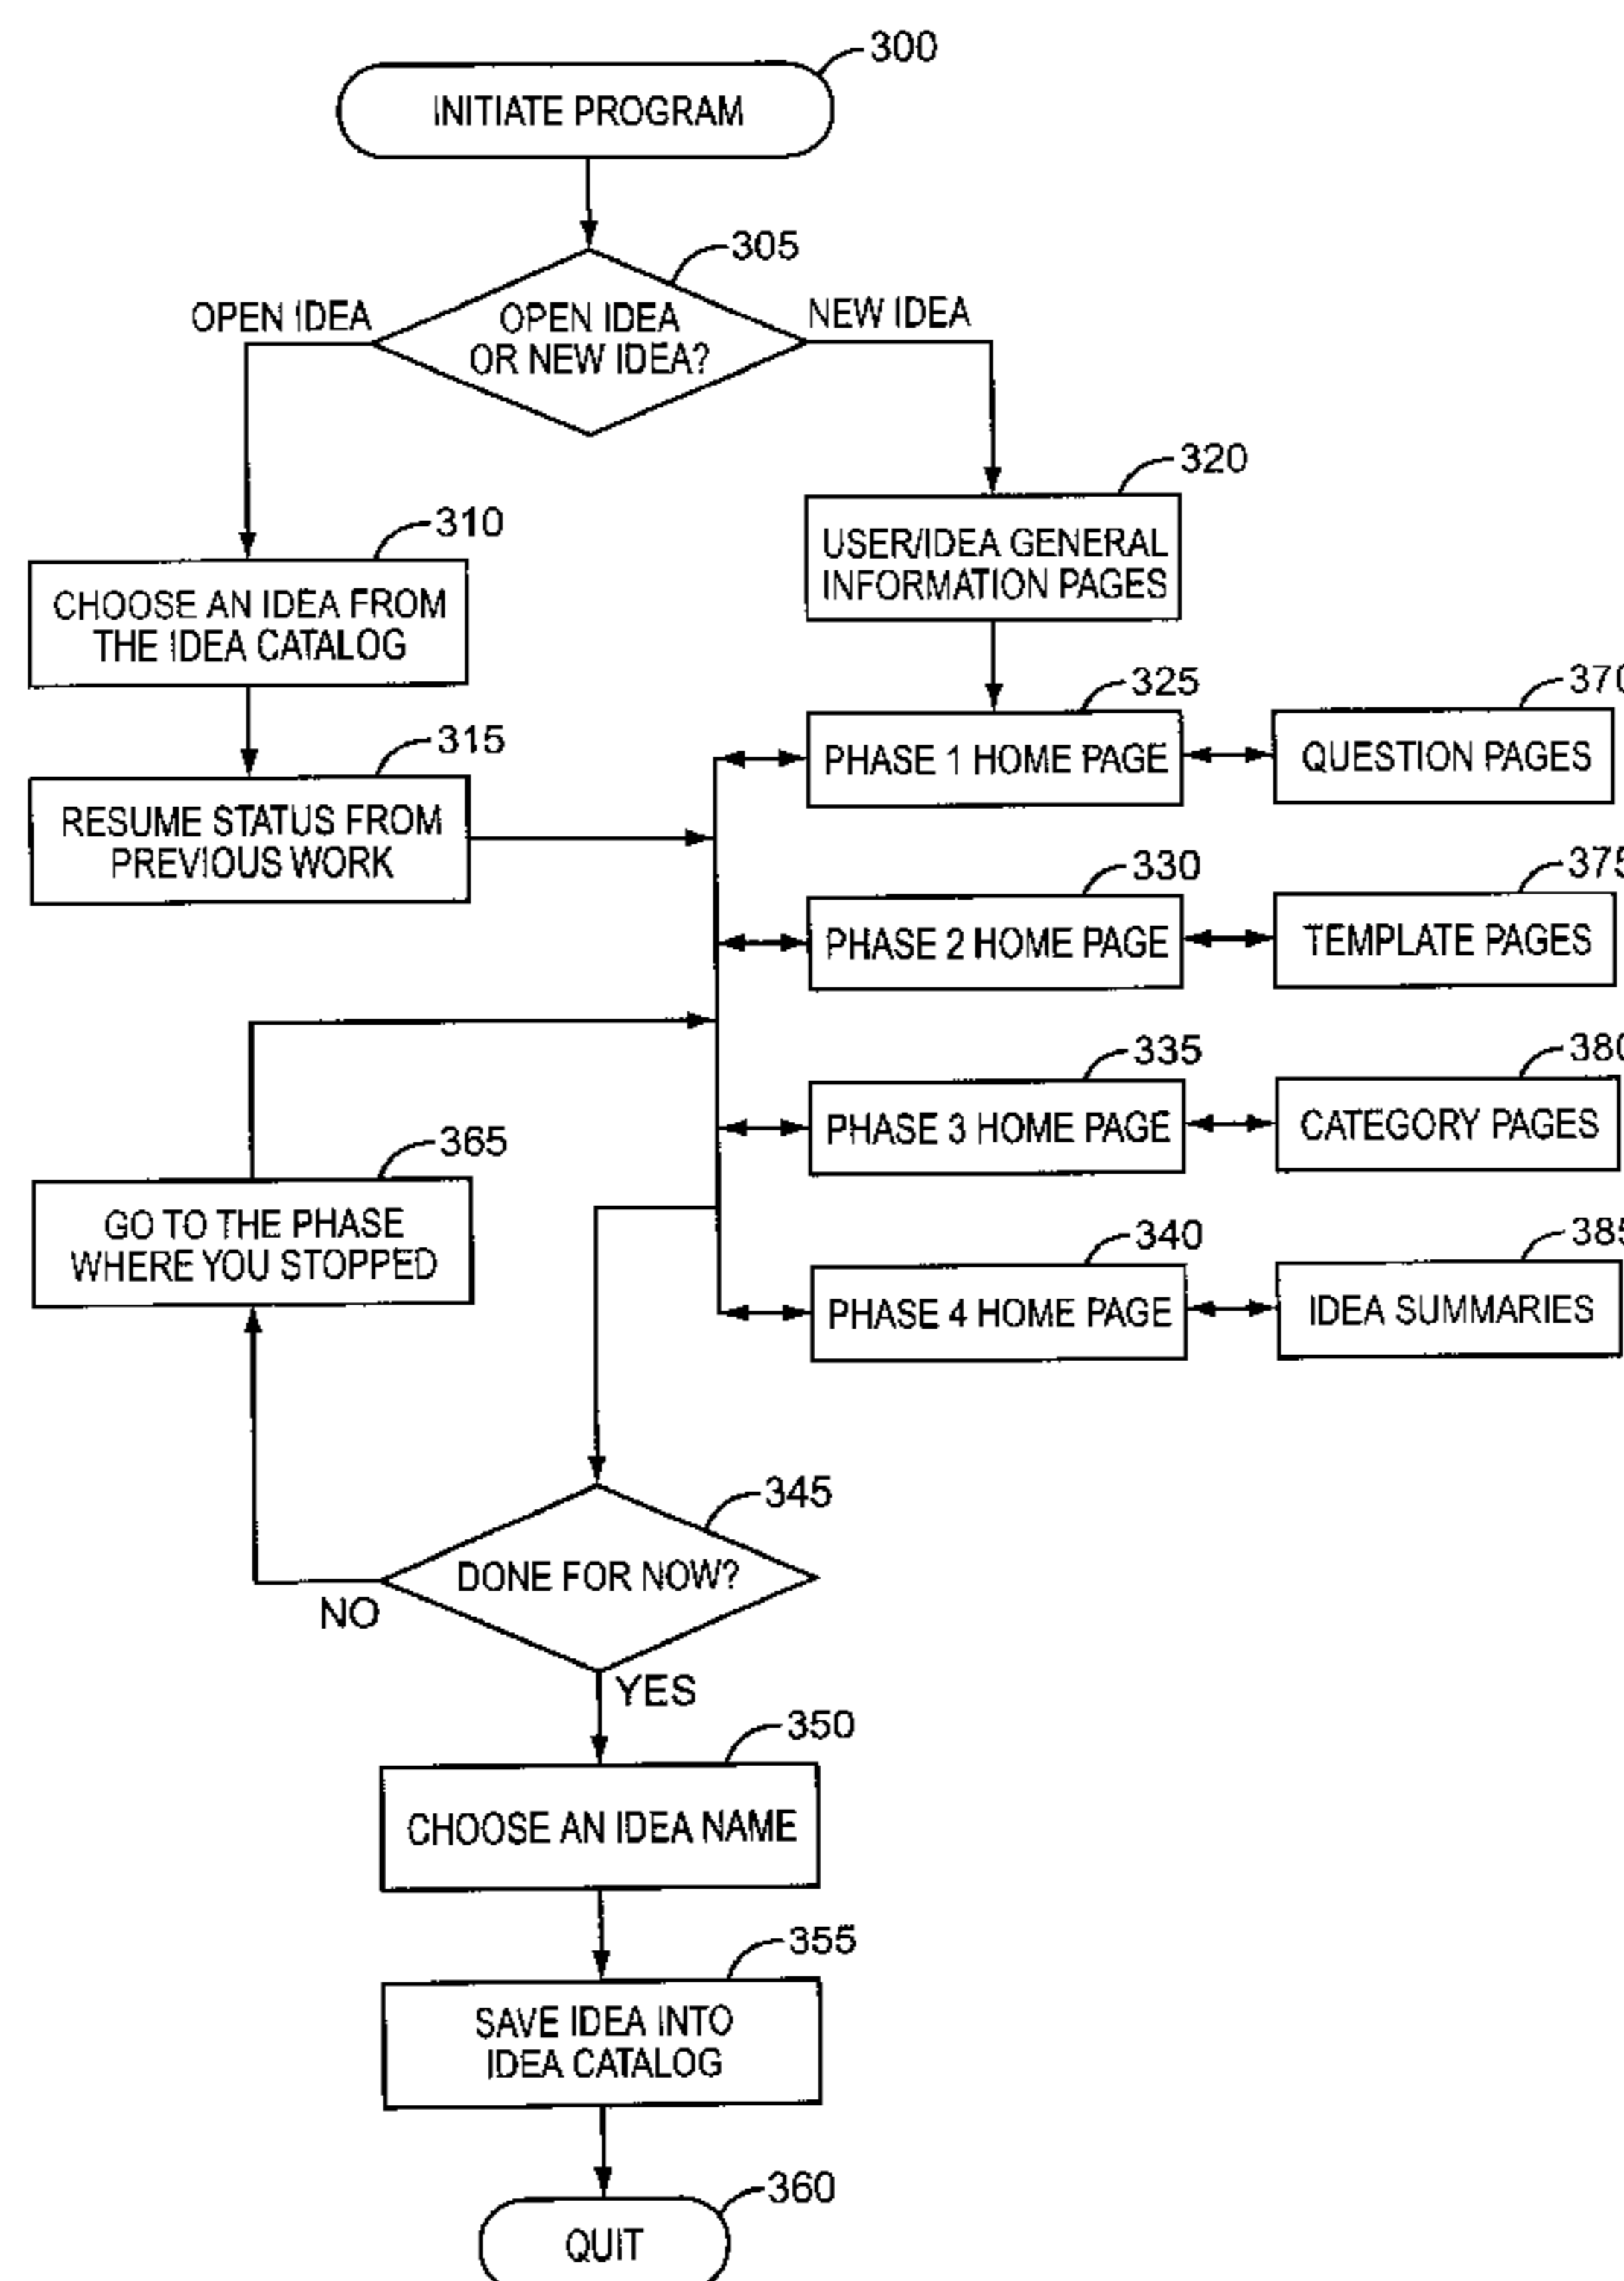 300
INITIATE PROGRAM
305
OPEN IDEA
OPEN IDEA
OR NEW IDEA?
NEW IDEA
320
USER/IDEA GENERAL
INFORMATION PAGES
310
CHOOSE AN IDEA FROM
THE IDEA CATALOG
315
RESUME STATUS FROM
PREVIOUS WORK
325
PHASE 1 HOME PAGE
370
QUESTION PAGES
330
PHASE 2 HOME PAGE
375
TEMPLATE PAGES
335
PHASE 3 HOME PAGE
380
CATEGORY PAGES
365
GO TO THE PHASE
WHERE YOU STOPPED
340
PHASE 4 HOME PAGE
385
IDEA SUMMARIES
345
DONE FOR NOW?
NO
YES
350
CHOOSE AN IDEA NAME
355
SAVE IDEA INTO
IDEA CATALOG
360
QUIT